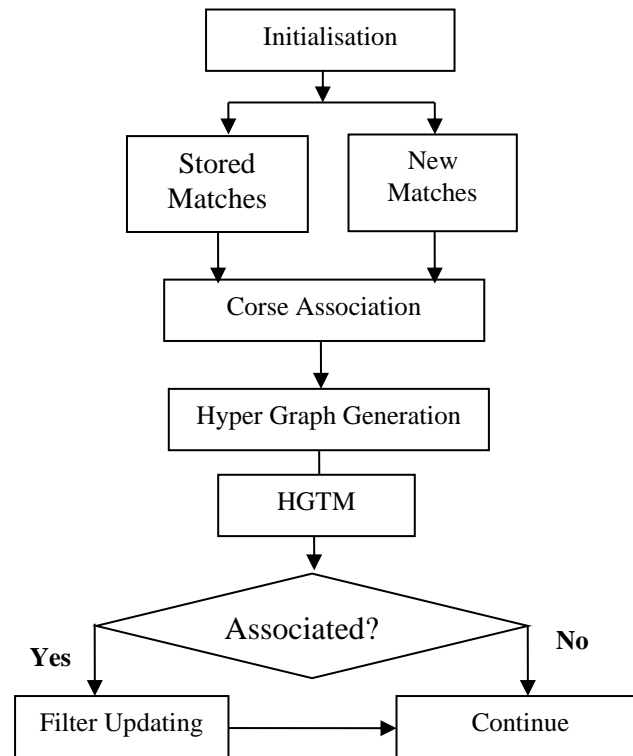 Initialisation
Stored
Matches
New
Matches
Corse Association
Hyper Graph Generation
HGTM
Associated?
Yes
No
Filter Updating
Continue